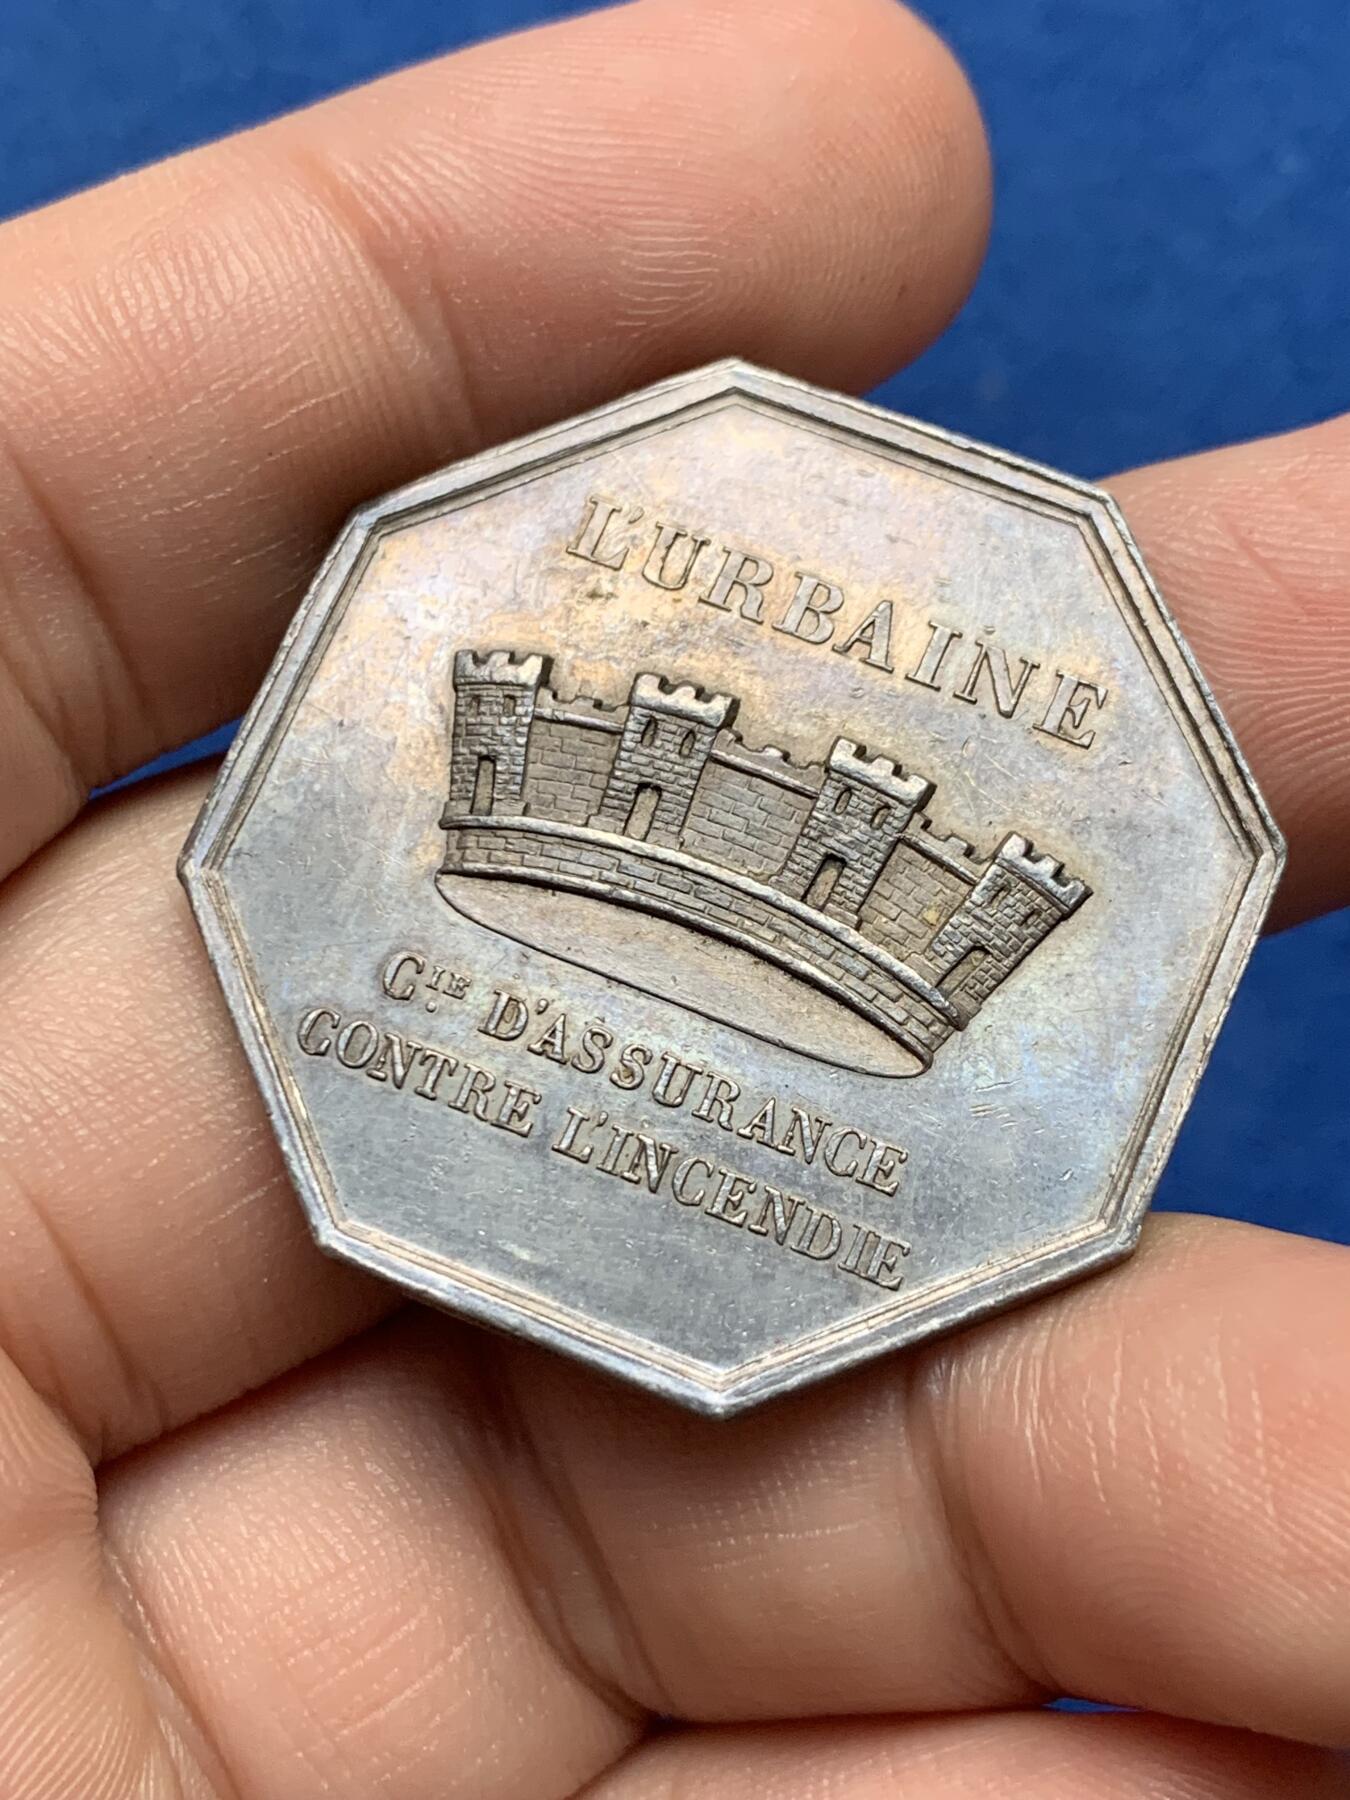 L'URBAINE
Cᴵᴱ. D'ASSURANCE
CONTRE L'INCENDIE